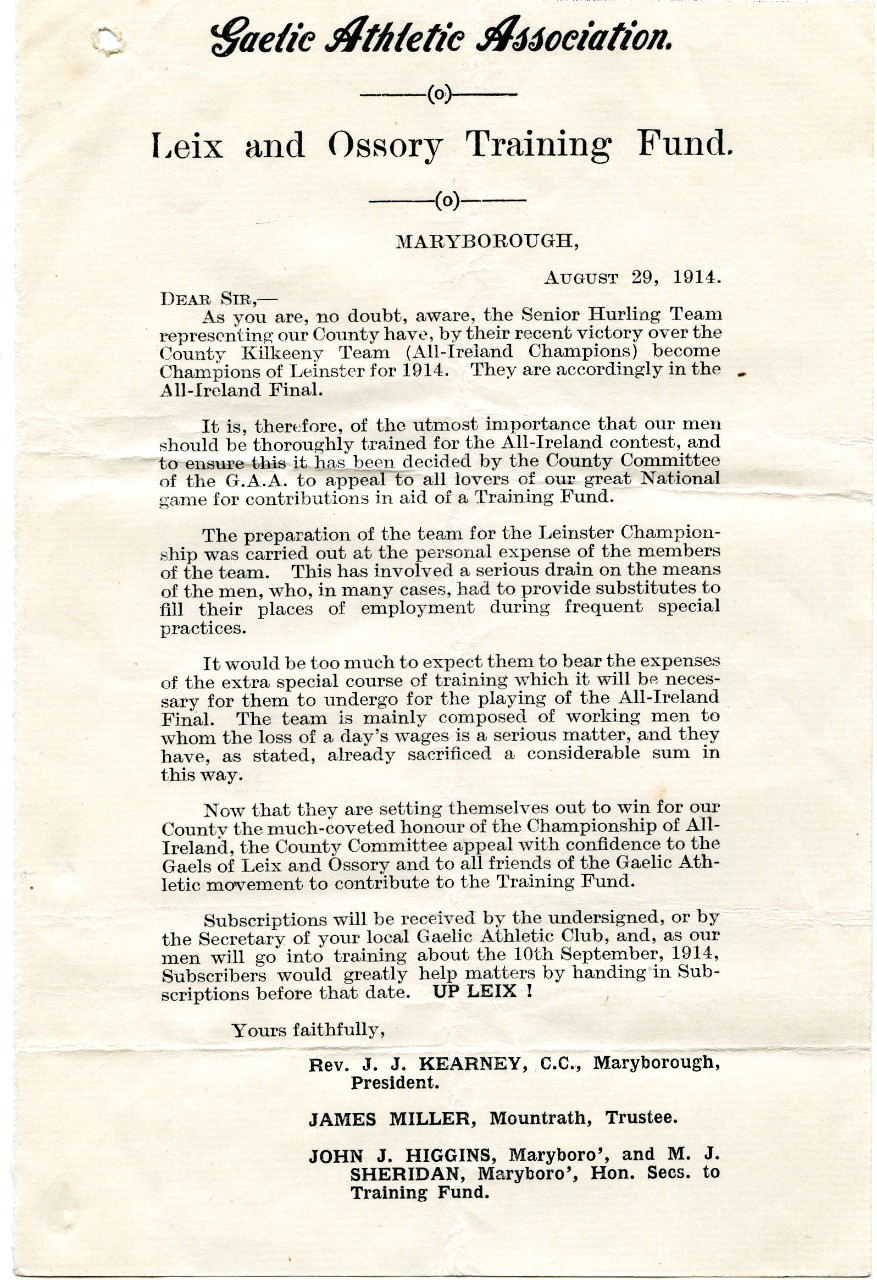 Gaelic Athletic Association.
——(o)——
Leix and Ossory Training Fund.
——(o)——
MARYBOROUGH,
AUGUST 29, 1914.
DEAR SIR,—
As you are, no doubt, aware, the Senior Hurling Team
representing our County have, by their recent victory over the
County Kilkeeny Team (All-Ireland Champions) become
Champions of Leinster for 1914. They are accordingly in the
All-Ireland Final.
It is, therefore, of the utmost importance that our men
should be thoroughly trained for the All-Ireland contest, and
to ensure this it has been decided by the County Committee
of the G.A.A. to appeal to all lovers of our great National
game for contributions in aid of a Training Fund.
The preparation of the team for the Leinster Champion-
ship was carried out at the personal expense of the members
of the team. This has involved a serious drain on the means
of the men, who, in many cases, had to provide substitutes to
fill their places of employment during frequent special
practices.
It would be too much to expect them to bear the expenses
of the extra special course of training which it will be neces-
sary for them to undergo for the playing of the All-Ireland
Final. The team is mainly composed of working men to
whom the loss of a day's wages is a serious matter, and they
have, as stated, already sacrificed a considerable sum in
this way.
Now that they are setting themselves out to win for our
County the much-coveted honour of the Championship of All-
Ireland, the County Committee appeal with confidence to the
Gaels of Leix and Ossory and to all friends of the Gaelic Ath-
letic movement to contribute to the Training Fund.
Subscriptions will be received by the undersigned, or by
the Secretary of your local Gaelic Athletic Club, and, as our
men will go into training about the 10th September, 1914,
Subscribers would greatly help matters by handing in Sub-
scriptions before that date. UP LEIX !
Yours faithfully,
Rev. J. J. KEARNEY, C.C., Maryborough,
President.
JAMES MILLER, Mountrath, Trustee.
JOHN J. HIGGINS, Maryboro', and M. J.
SHERIDAN, Maryboro', Hon. Secs. to
Training Fund.